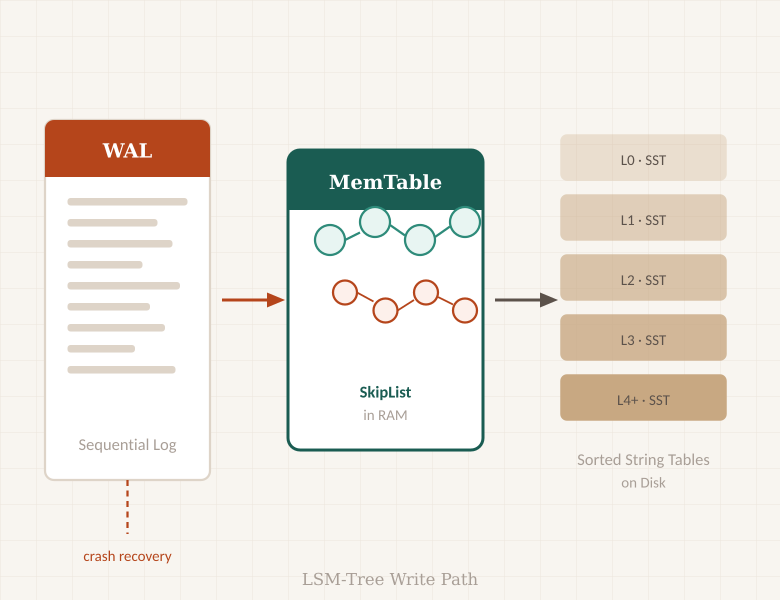 WAL
Sequential Log
crash recovery
MemTable
SkipList
in RAM
L0 · SST
L1 · SST
L2 · SST
L3 · SST
L4+ · SST
Sorted String Tables
on Disk
LSM-Tree Write Path